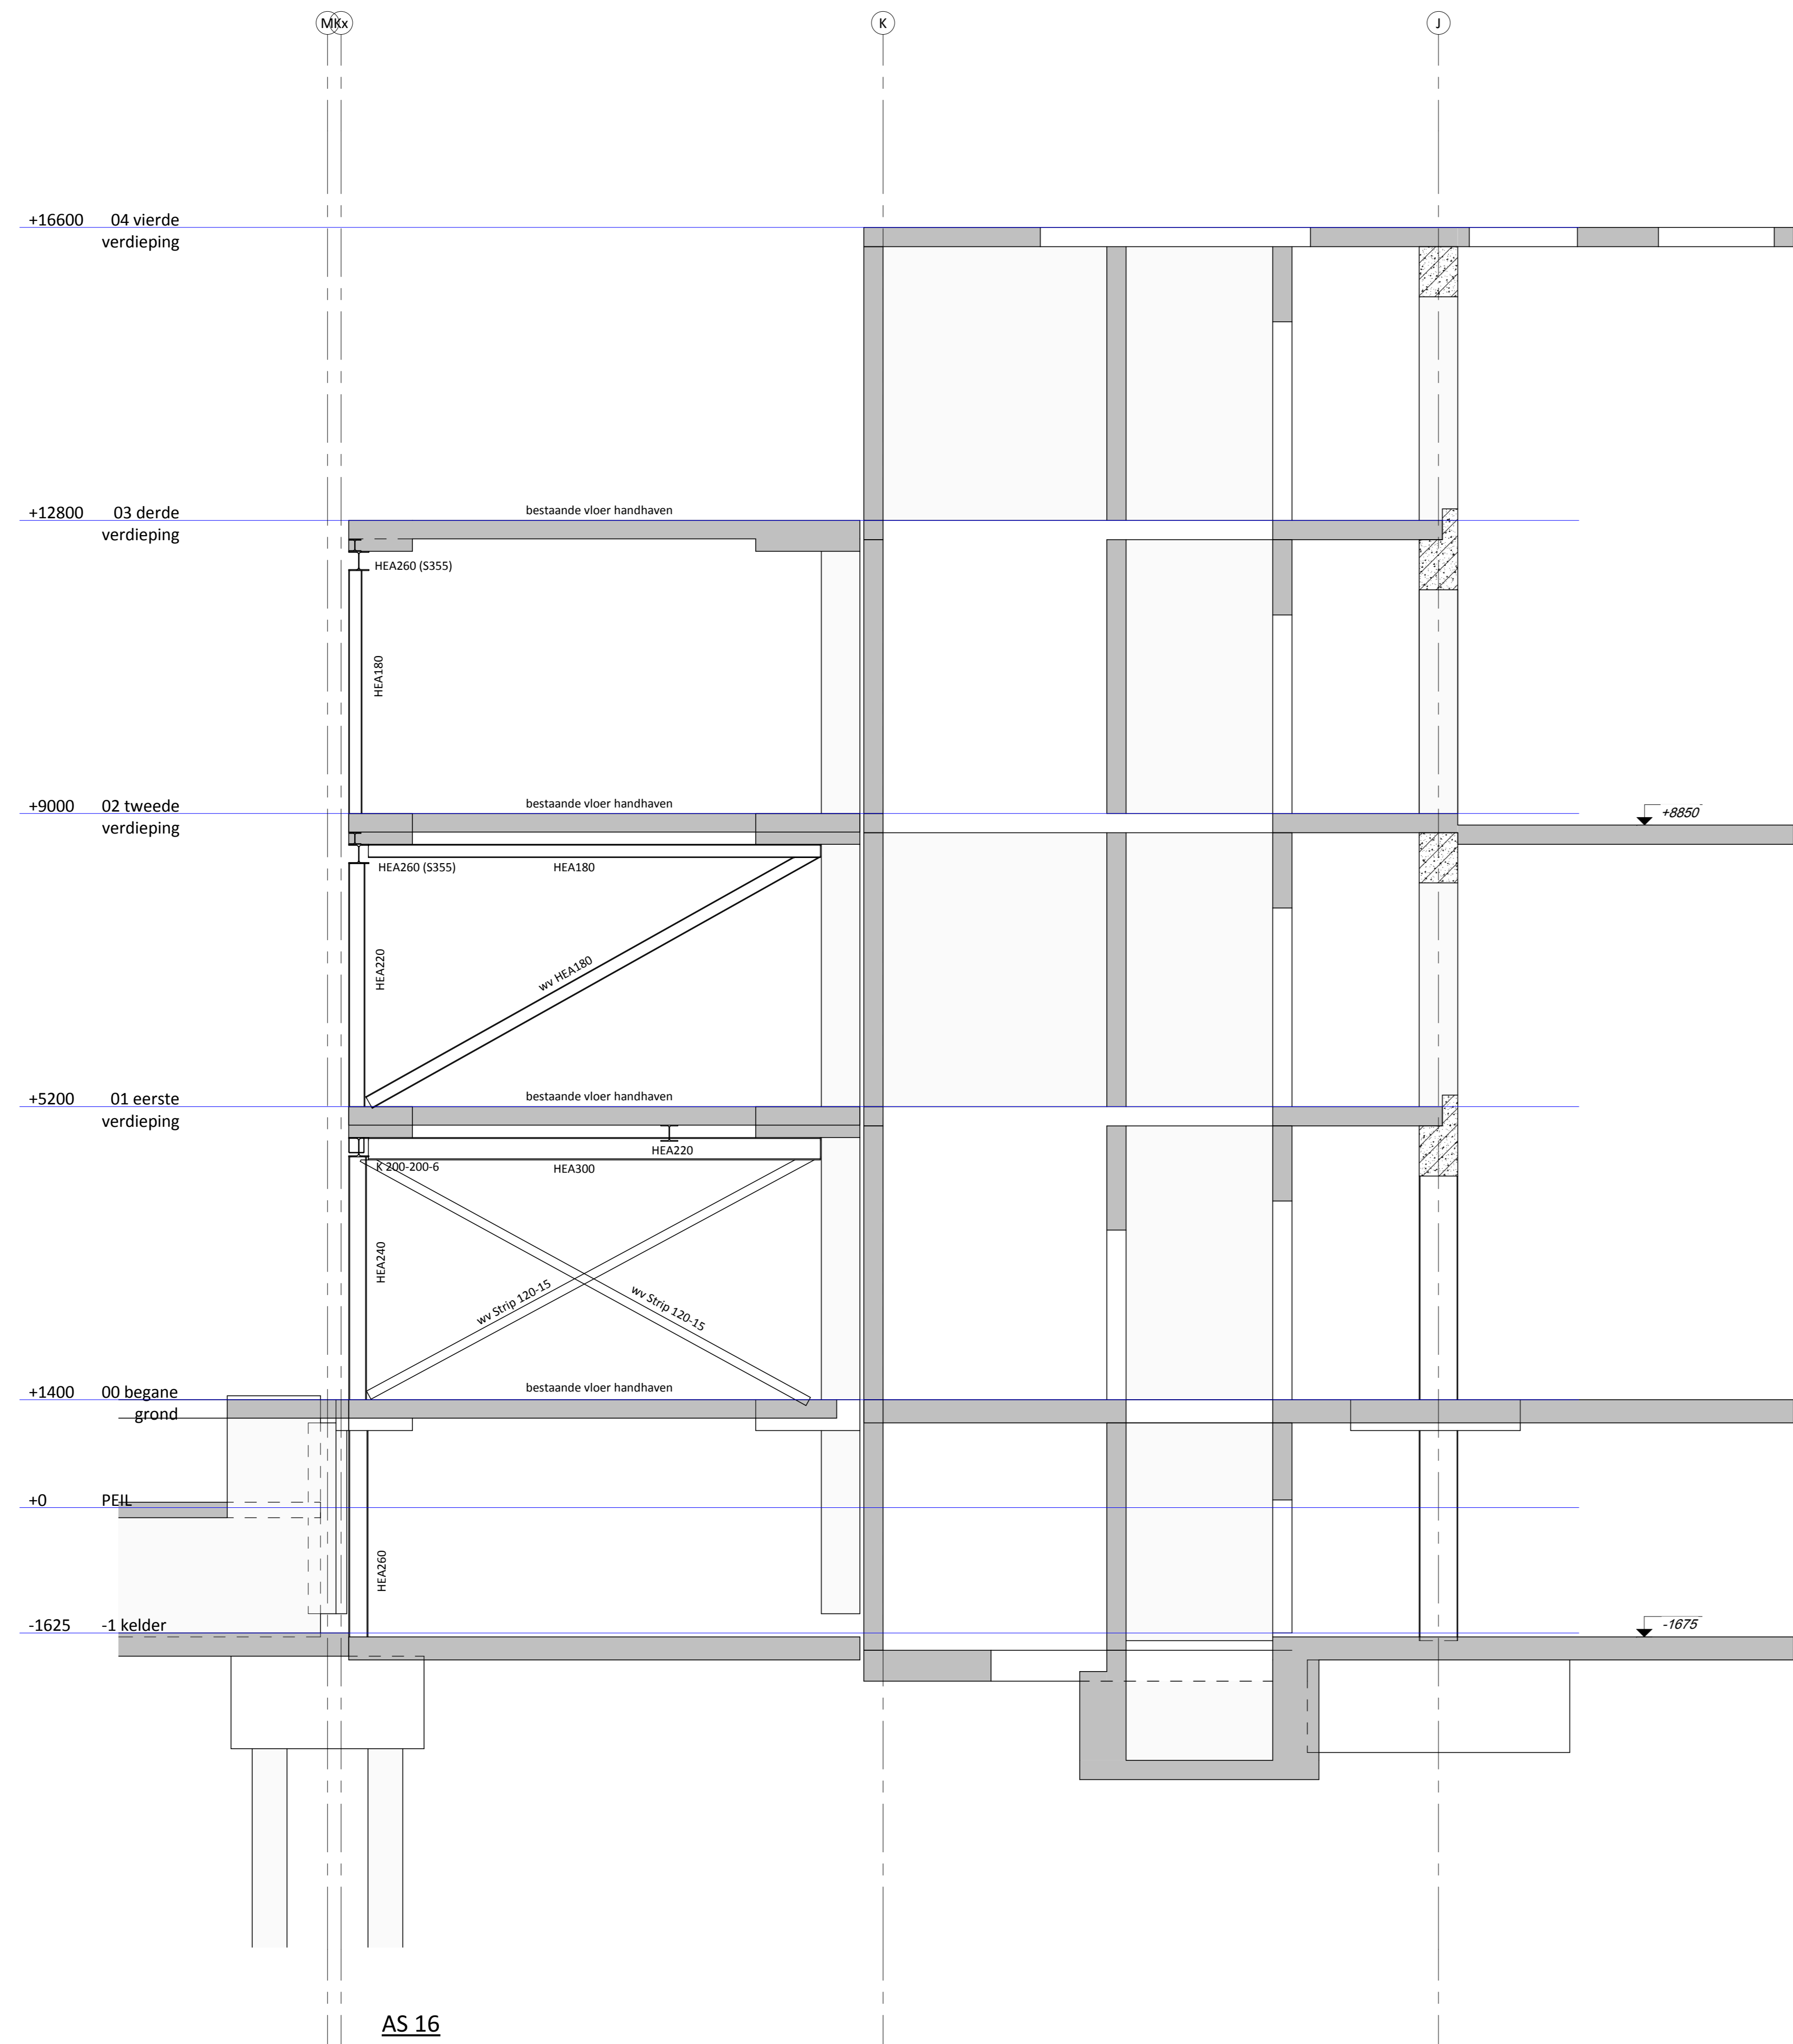 M
Kx
K
J
+16600 04 vierde
verdieping
+12800 03 derde
verdieping
bestaande vloer handhaven
HEA260 (S355)
HEA180
+9000 02 tweede
verdieping
bestaande vloer handhaven
+8850
HEA260 (S355)
HEA180
HEA220
wv HEA180
+5200 01 eerste
verdieping
bestaande vloer handhaven
HEA220
K 200-200-6
HEA300
HEA240
wv Strip 120-15
wv Strip 120-15
+1400 00 begane
grond
bestaande vloer handhaven
+0 PEIL
HEA260
-1625 -1 kelder
-1675
AS 16